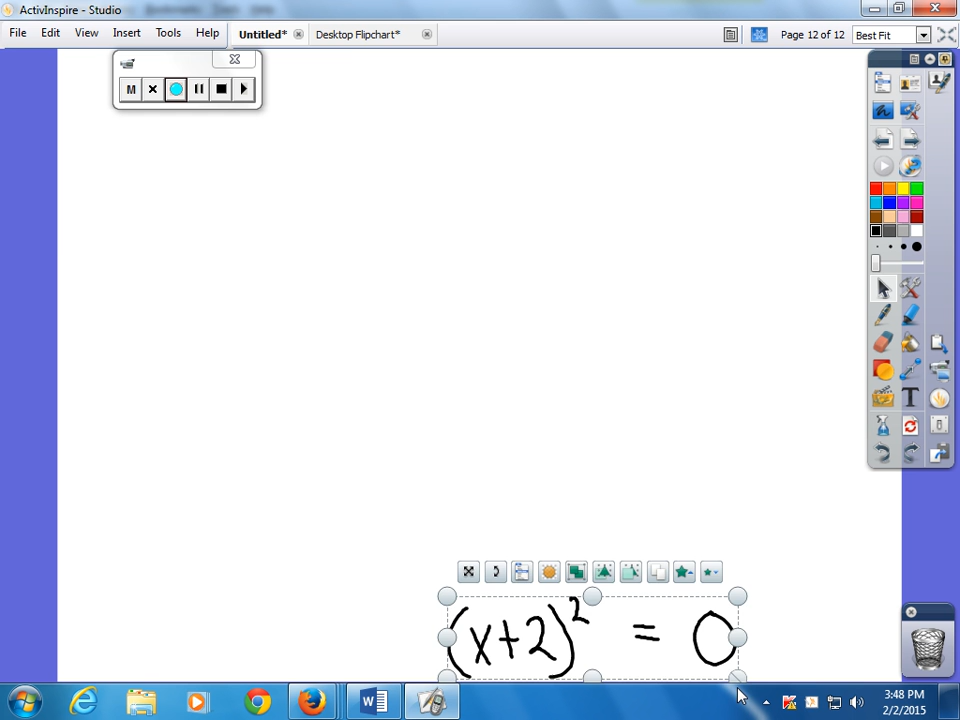 ActivInspire - Studio
File Edit View Insert Tools Help Untitled* Desktop Flipchart* Page 12 of 12 Best Fit
M
T
(x+2)² = 0
3:48 PM
2/2/2015